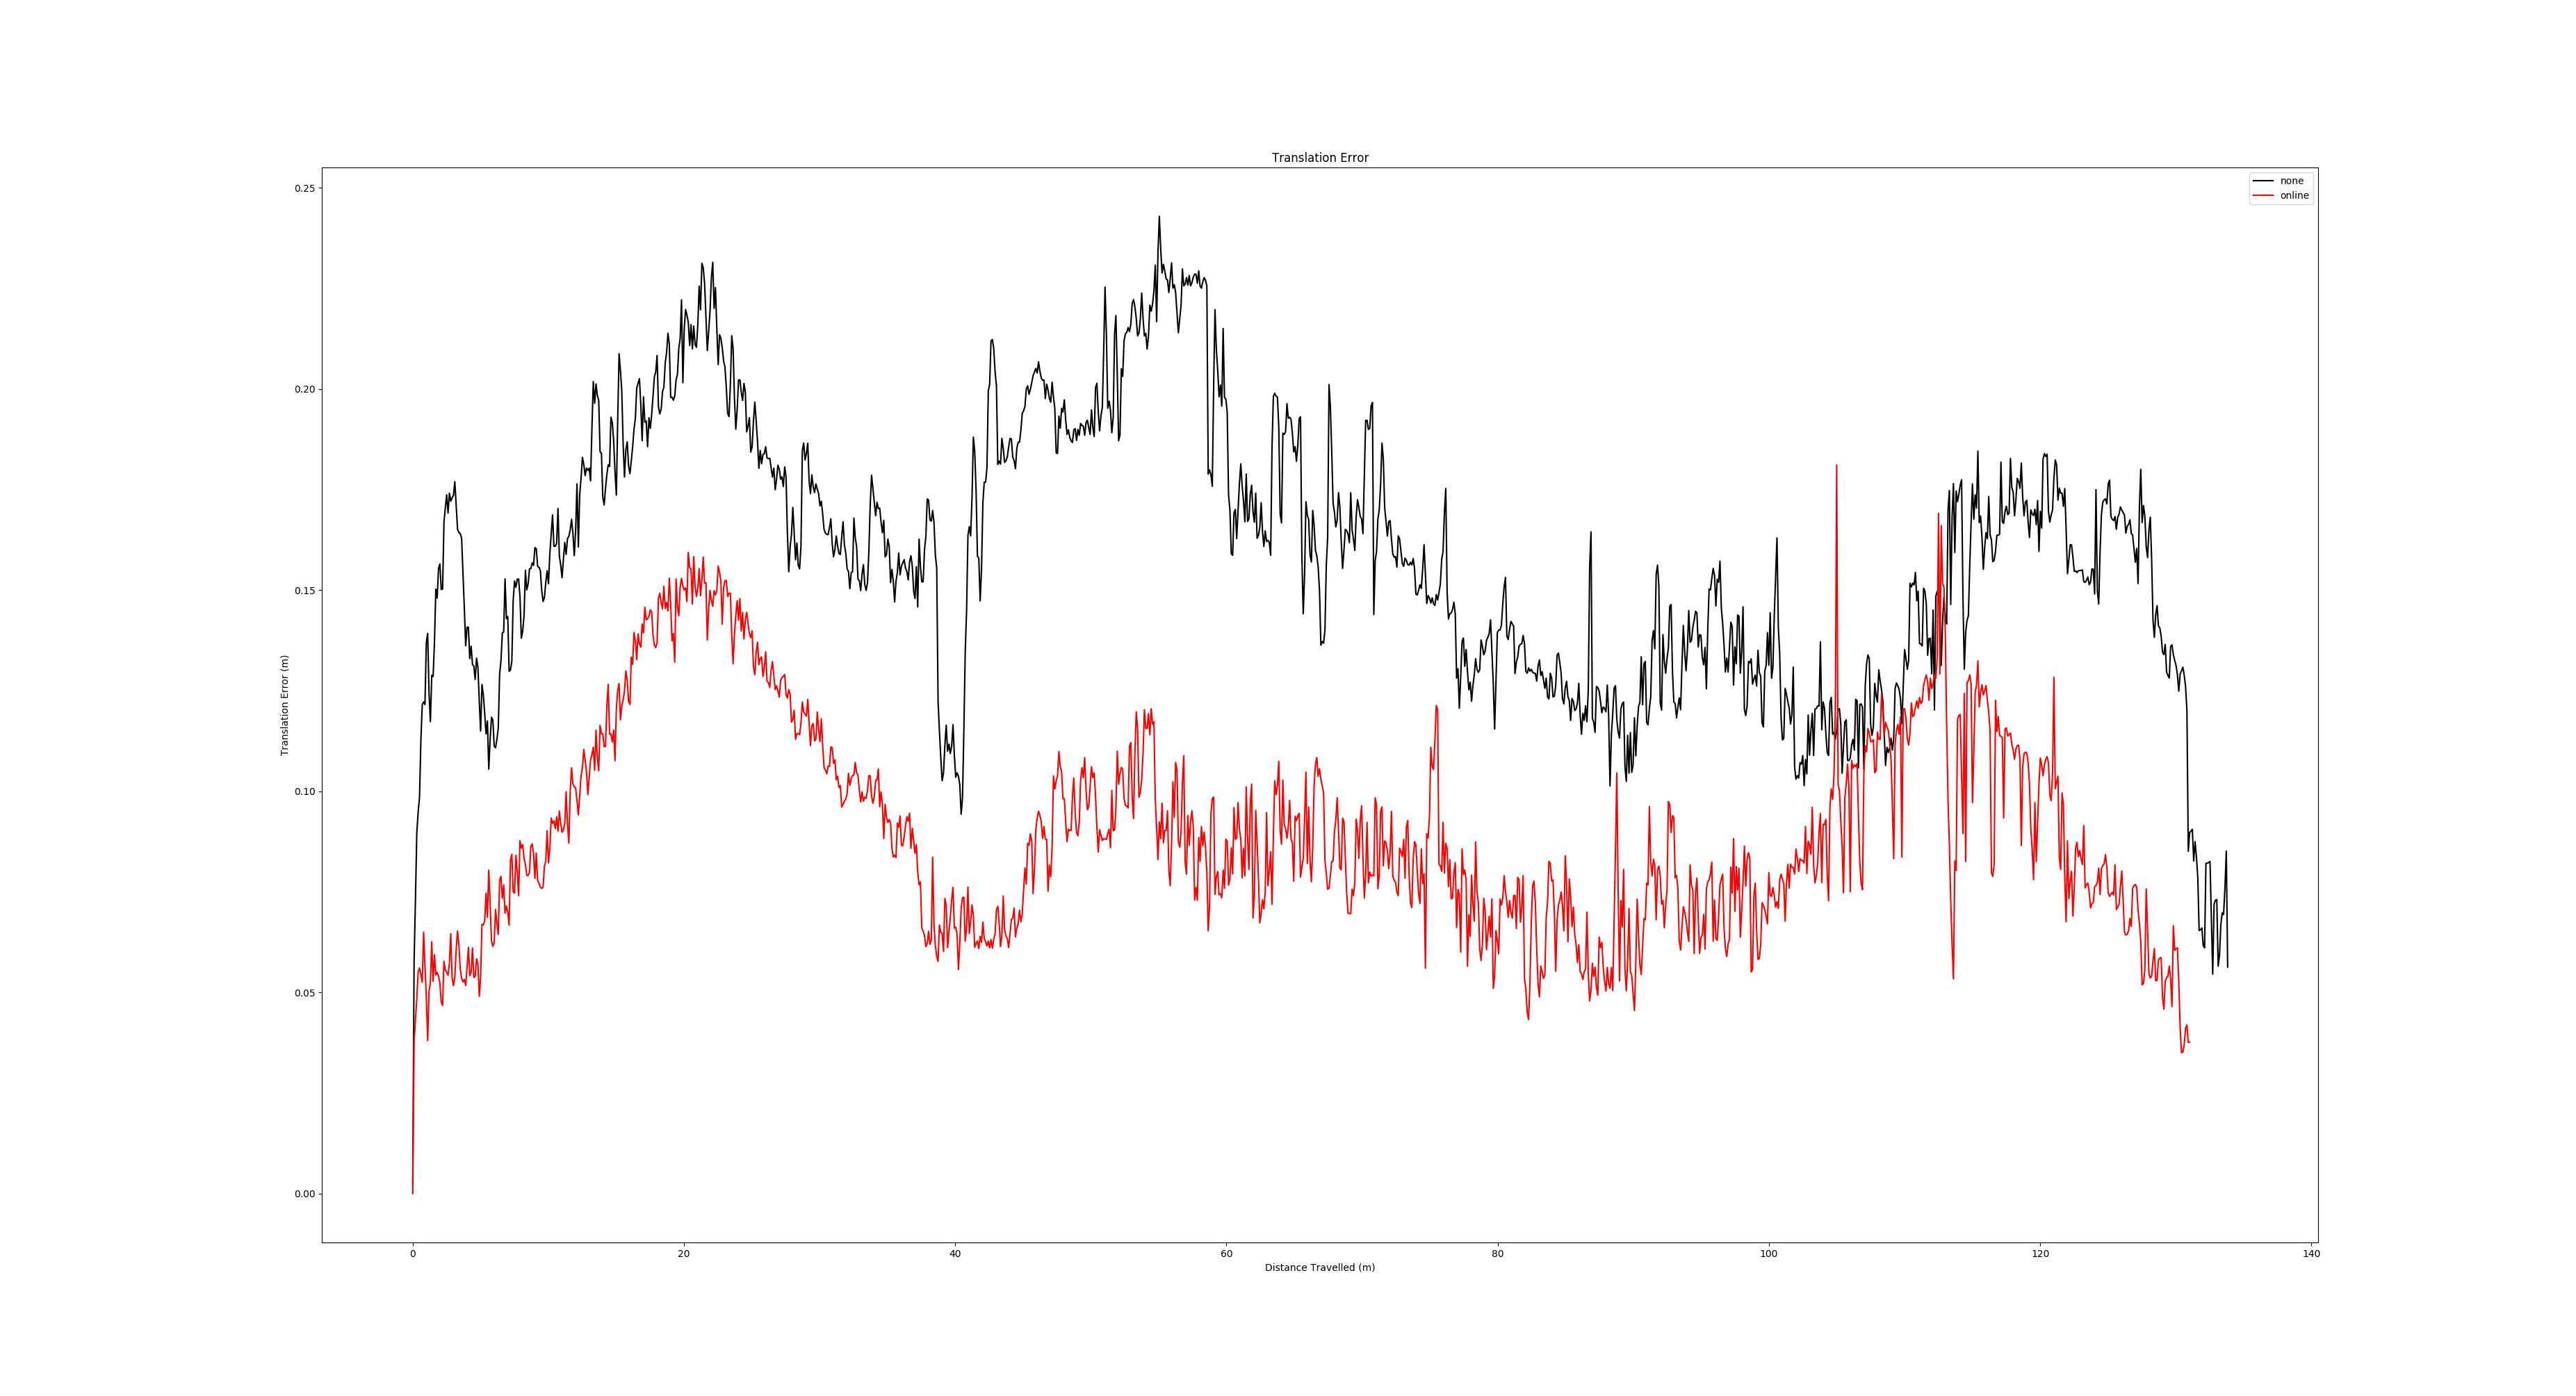 Translation Error
none
online
0.25
0.20
0.15
0.10
0.05
0.00
Translation Error (m)
0 20 40 60 80 100 120 140
Distance Travelled (m)